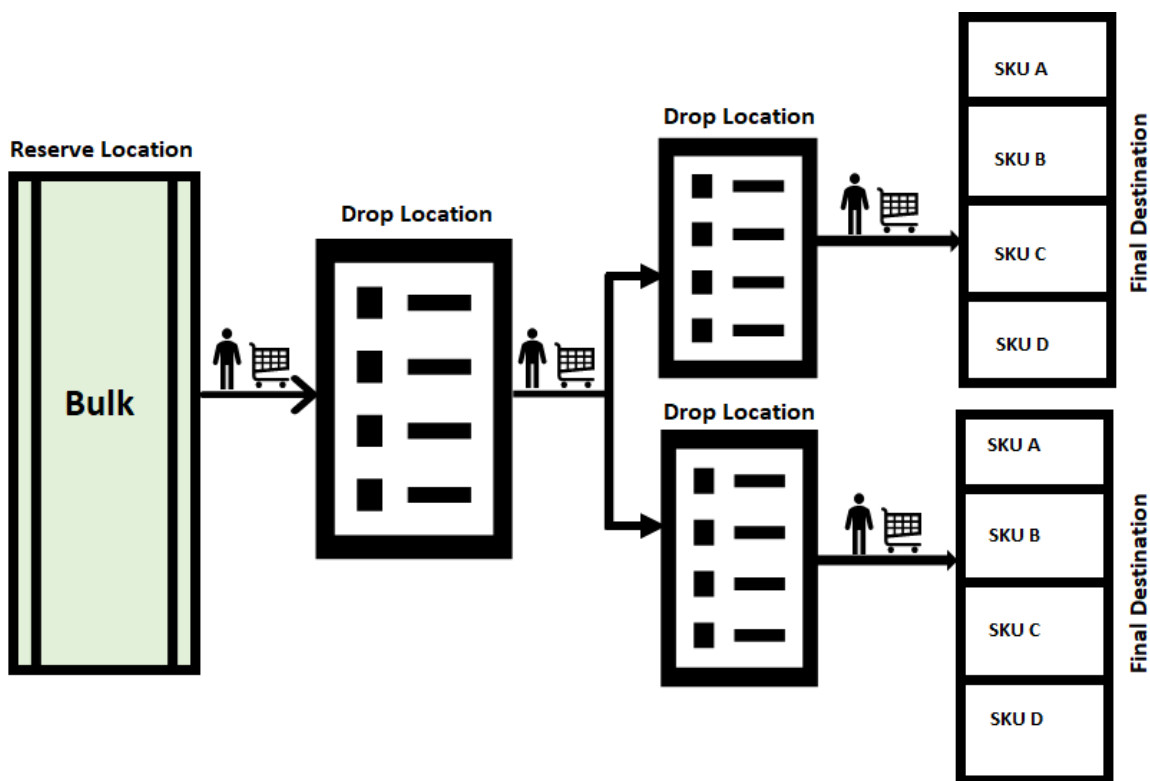 Reserve Location
Bulk
Drop Location
Drop Location
SKU A
SKU B
SKU C
SKU D
Final Destination
Drop Location
SKU A
SKU B
SKU C
SKU D
Final Destination